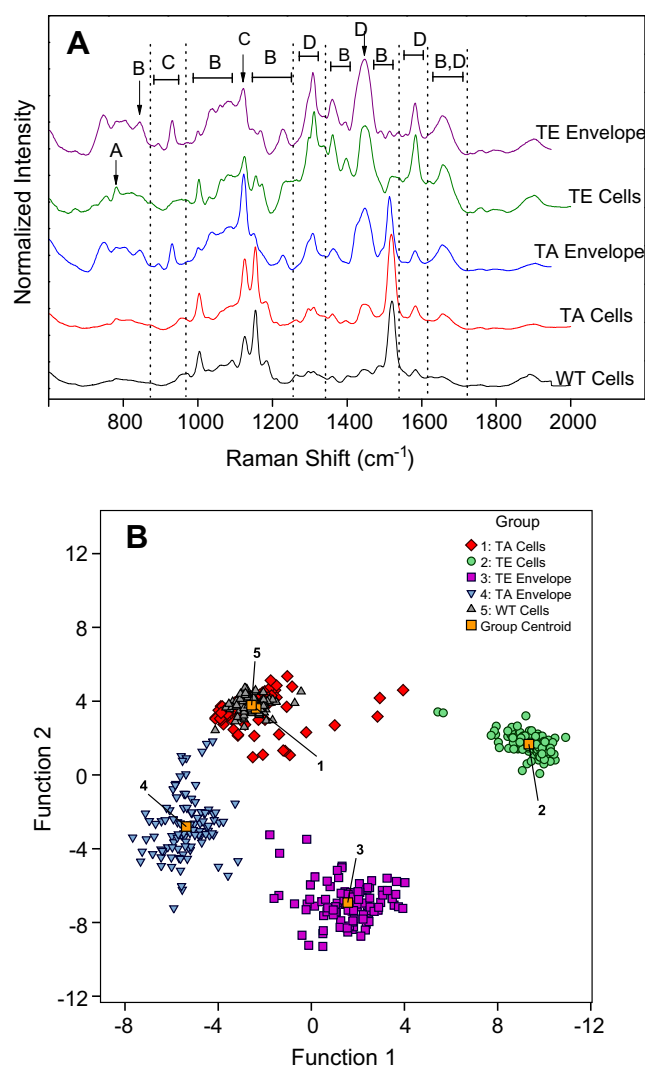 A
B
C
B
C
B
D
B
D
D
B,D
A
TE Envelope
TE Cells
TA Envelope
TA Cells
WT Cells
Normalized Intensity
800 1000 1200 1400 1600 1800 2000
Raman Shift (cm-1)
B
Group
1: TA Cells
2: TE Cells
3: TE Envelope
4: TA Envelope
5: WT Cells
Group Centroid
12
8
4
0
-4
-8
-12
Function 2
5
1
4
2
3
-8 -4 0 4 8 -12
Function 1